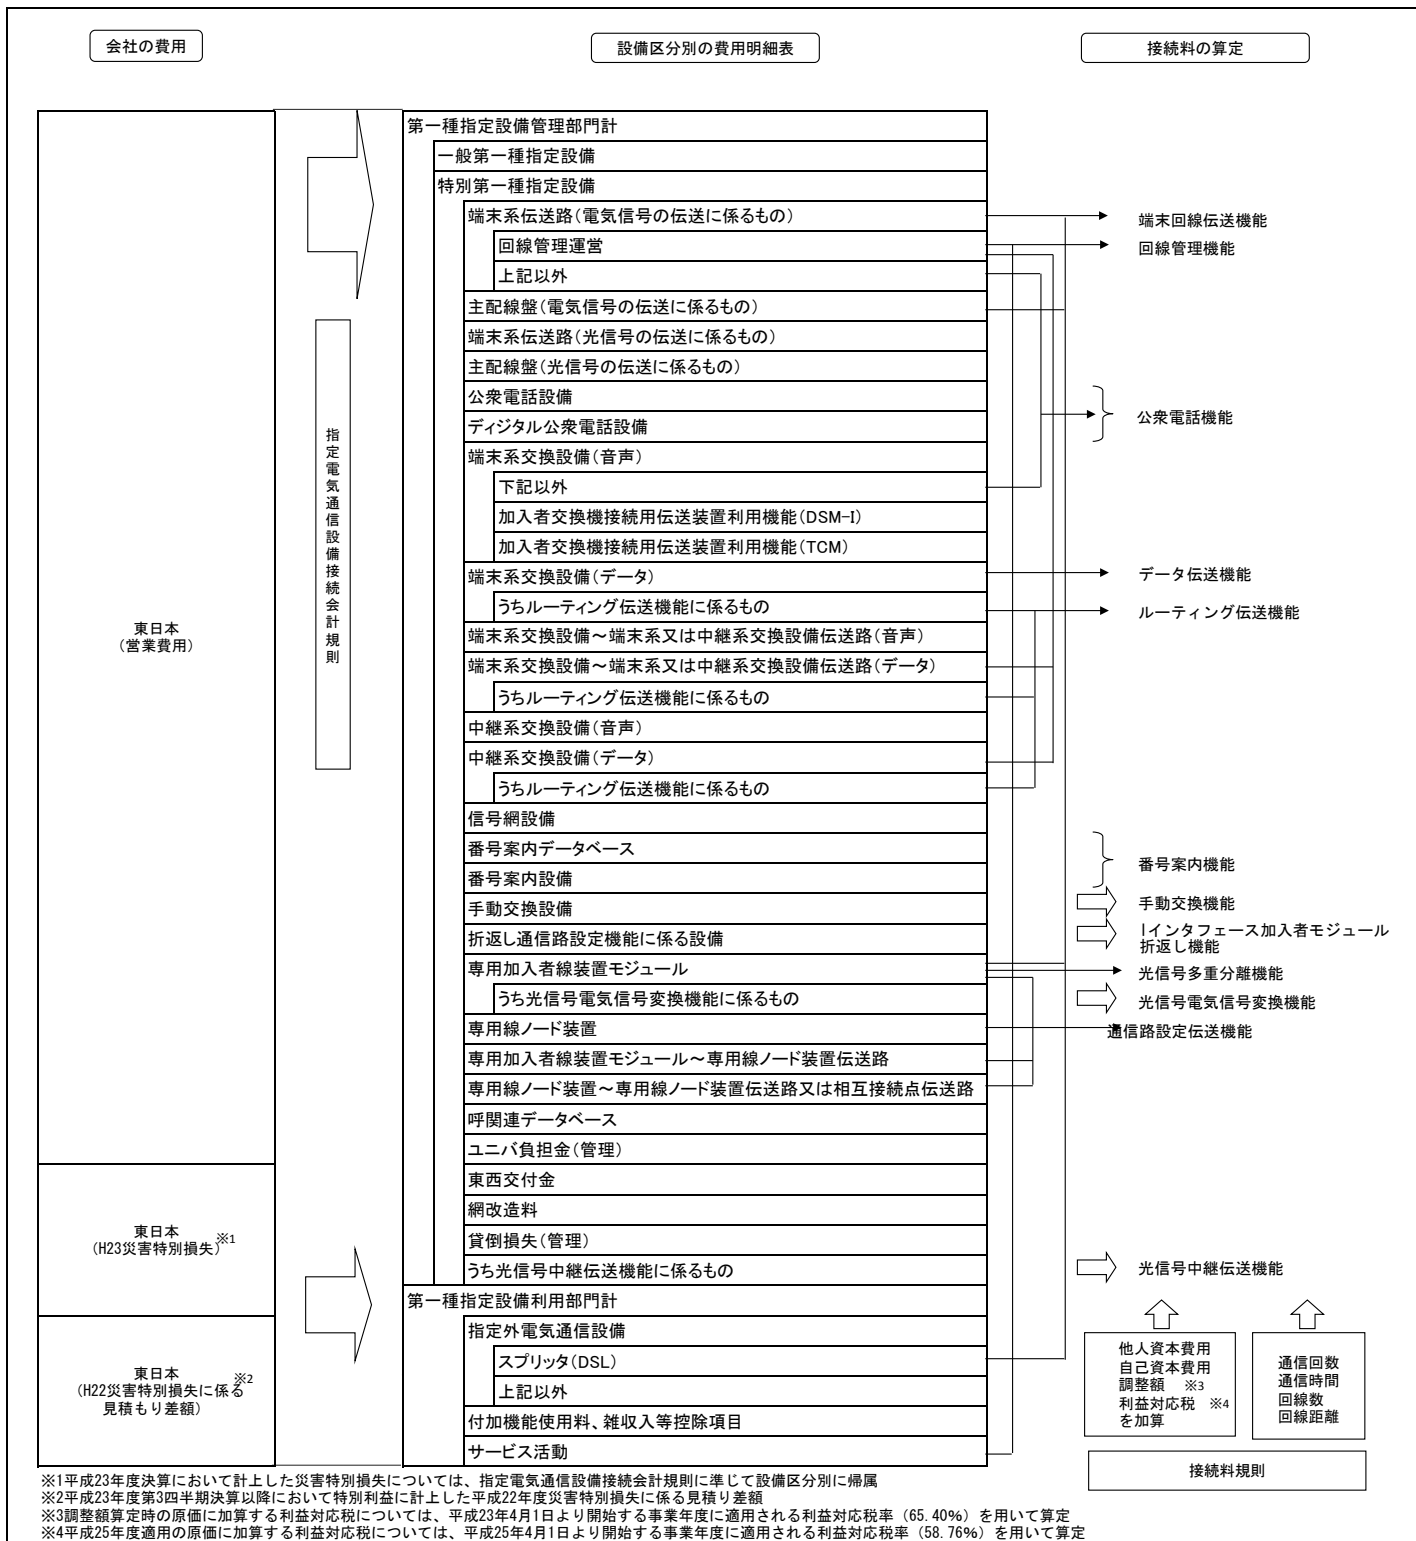 会社の費用
設備区分別の費用明細表
接続料の算定
東日本
(営業費用)
東日本
(H23災害特別損失)※1
東日本 ※2
(H22災害特別損失に係る
見積もり差額)
指定電気通信設備接続会計規則
第一種指定設備管理部門計
一般第一種指定設備
特別第一種指定設備
端末系伝送路(電気信号の伝送に係るもの)
回線管理運営
上記以外
主配線盤(電気信号の伝送に係るもの)
端末系伝送路(光信号の伝送に係るもの)
主配線盤(光信号の伝送に係るもの)
公衆電話設備
ディジタル公衆電話設備
端末系交換設備(音声)
下記以外
加入者交換機接続用伝送装置利用機能(DSM-I)
加入者交換機接続用伝送装置利用機能(TCM)
端末系交換設備(データ)
うちルーティング伝送機能に係るもの
端末系交換設備~端末系又は中継系交換設備伝送路(音声)
端末系交換設備~端末系又は中継系交換設備伝送路(データ)
うちルーティング伝送機能に係るもの
中継系交換設備(音声)
中継系交換設備(データ)
うちルーティング伝送機能に係るもの
信号網設備
番号案内データベース
番号案内設備
手動交換設備
折返し通信路設定機能に係る設備
専用加入者線装置モジュール
うち光信号電気信号変換機能に係るもの
専用線ノード装置
専用加入者線装置モジュール~専用線ノード装置伝送路
専用線ノード装置~専用線ノード装置伝送路又は相互接続点伝送路
呼関連データベース
ユニバ負担金(管理)
東西交付金
網改造料
貸倒損失(管理)
うち光信号中継伝送機能に係るもの
第一種指定設備利用部門計
指定外電気通信設備
スプリッタ(DSL)
上記以外
付加機能使用料、雑収入等控除項目
サービス活動
端末回線伝送機能
回線管理機能
公衆電話機能
データ伝送機能
ルーティング伝送機能
番号案内機能
手動交換機能
Iインタフェース加入者モジュール
折返し機能
光信号多重分離機能
光信号電気信号変換機能
通信路設定伝送機能
光信号中継伝送機能
他人資本費用
自己資本費用
調整額 ※3
利益対応税 ※4
を加算
通信回数
通信時間
回線数
回線距離
接続料規則
※1平成23年度決算において計上した災害特別損失については、指定電気通信設備接続会計規則に準じて設備区分別に帰属
※2平成23年度第3四半期決算以降において特別利益に計上した平成22年度災害特別損失に係る見積り差額
※3調整額算定時の原価に加算する利益対応税については、平成23年4月1日より開始する事業年度に適用される利益対応税率(65.40%)を用いて算定
※4平成25年度適用の原価に加算する利益対応税については、平成25年4月1日より開始する事業年度に適用される利益対応税率(58.76%)を用いて算定